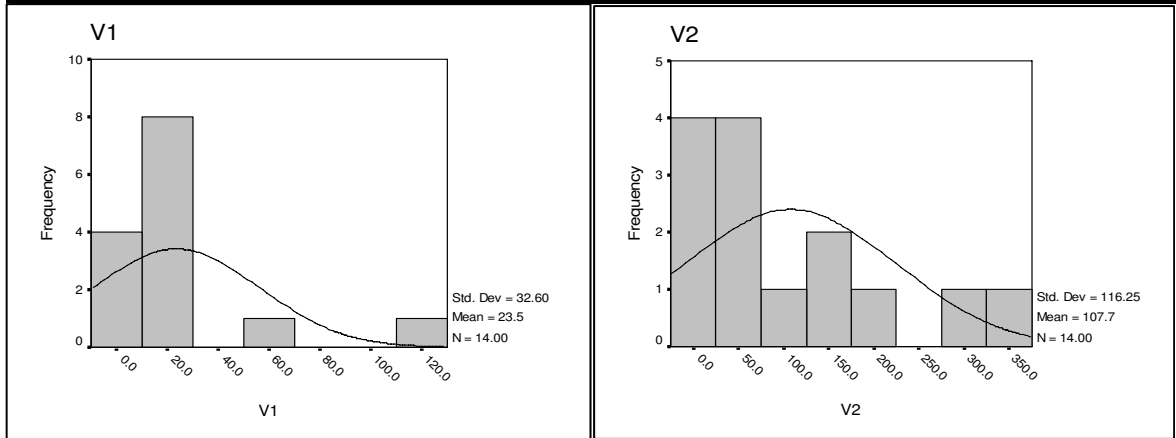 V1
10
8
6
4
2
0
Frequency
0.0
20.0
40.0
60.0
80.0
100.0
120.0
V1
Std. Dev = 32.60
Mean = 23.5
N = 14.00
V2
5
4
3
2
1
0
Frequency
0.0
50.0
100.0
150.0
200.0
250.0
300.0
350.0
V2
Std. Dev = 116.25
Mean = 107.7
N = 14.00